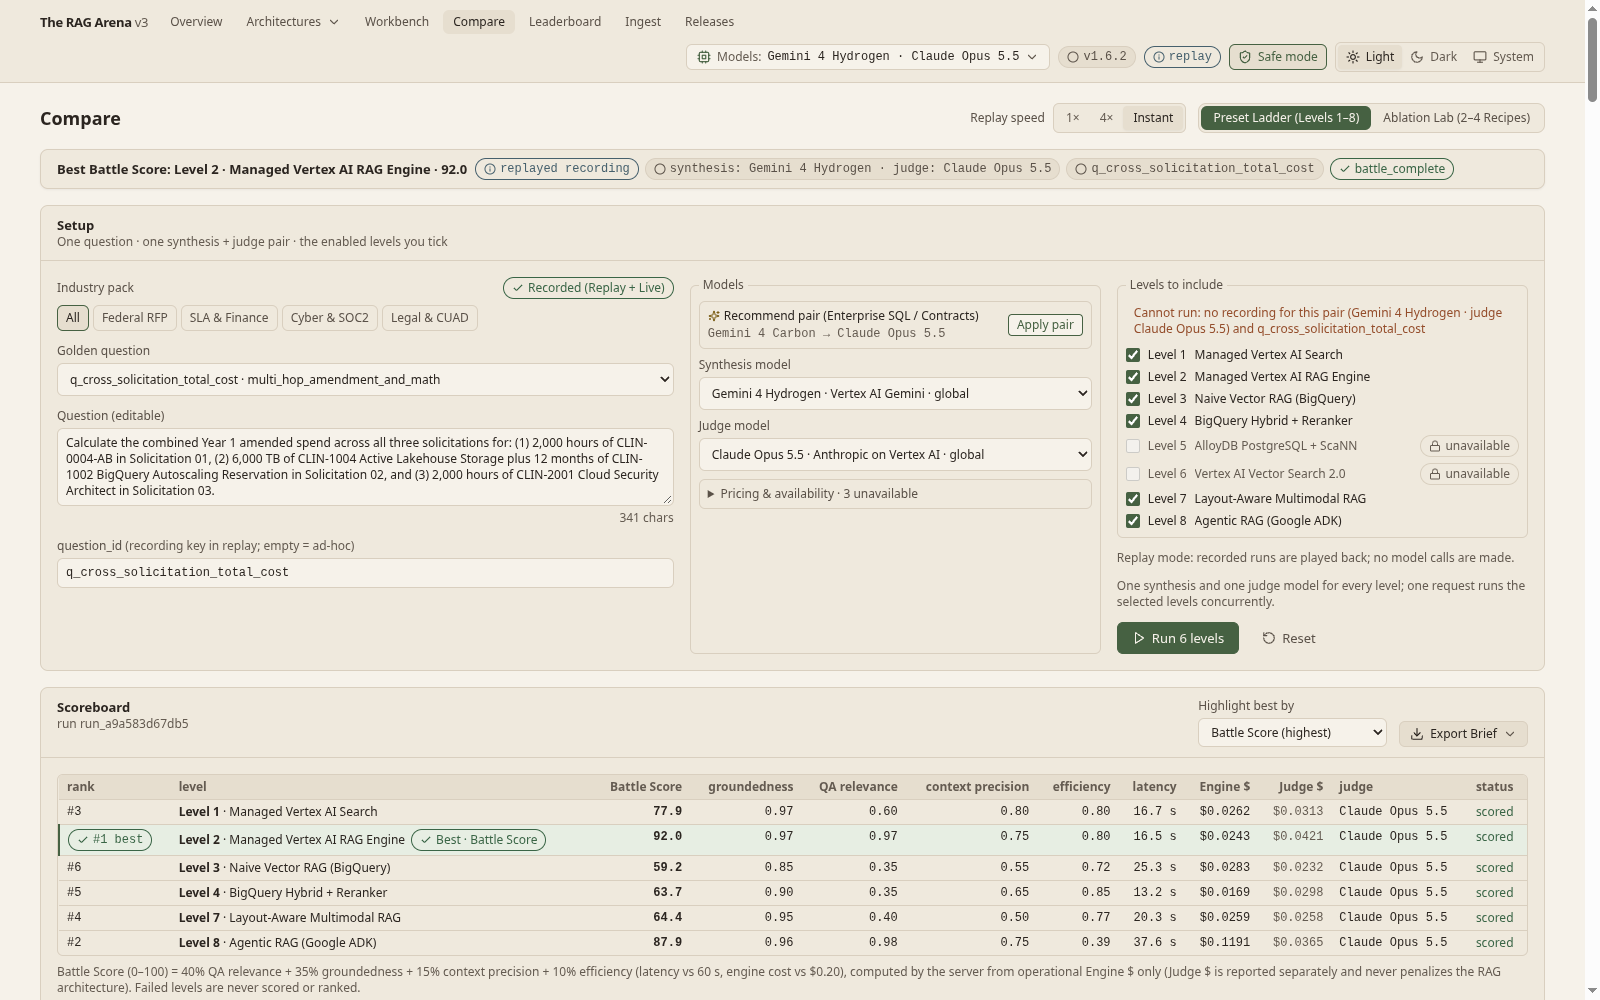 The RAG Arena v3 Overview Architectures Workbench Compare Leaderboard Ingest Releases
Models: Gemini 4 Hydrogen · Claude Opus 5.5 v1.6.2 replay Safe mode Light Dark System
Compare Replay speed 1× 4× Instant Preset Ladder (Levels 1–8) Ablation Lab (2–4 Recipes)
Best Battle Score: Level 2 · Managed Vertex AI RAG Engine · 92.0 replayed recording synthesis: Gemini 4 Hydrogen · judge: Claude Opus 5.5 q_cross_solicitation_total_cost battle_complete
Setup
One question · one synthesis + judge pair · the enabled levels you tick
Industry pack Recorded (Replay + Live)
All Federal RFP SLA & Finance Cyber & SOC2 Legal & CUAD
Golden question
q_cross_solicitation_total_cost · multi_hop_amendment_and_math
Question (editable)
Calculate the combined Year 1 amended spend across all three solicitations for: (1) 2,000 hours of CLIN-
0004-AB in Solicitation 01, (2) 6,000 TB of CLIN-1004 Active Lakehouse Storage plus 12 months of CLIN-
1002 BigQuery Autoscaling Reservation in Solicitation 02, and (3) 2,000 hours of CLIN-2001 Cloud Security
Architect in Solicitation 03.
341 chars
question_id (recording key in replay; empty = ad-hoc)
q_cross_solicitation_total_cost
Models
Recommend pair (Enterprise SQL / Contracts)
Gemini 4 Carbon → Claude Opus 5.5
Apply pair
Synthesis model
Gemini 4 Hydrogen · Vertex AI Gemini · global
Judge model
Claude Opus 5.5 · Anthropic on Vertex AI · global
Pricing & availability · 3 unavailable
Levels to include
Cannot run: no recording for this pair (Gemini 4 Hydrogen · judge
Claude Opus 5.5) and q_cross_solicitation_total_cost
Level 1 Managed Vertex AI Search
Level 2 Managed Vertex AI RAG Engine
Level 3 Naive Vector RAG (BigQuery)
Level 4 BigQuery Hybrid + Reranker
Level 5 AlloyDB PostgreSQL + ScaNN unavailable
Level 6 Vertex AI Vector Search 2.0 unavailable
Level 7 Layout-Aware Multimodal RAG
Level 8 Agentic RAG (Google ADK)
Replay mode: recorded runs are played back; no model calls are made.
One synthesis and one judge model for every level; one request runs the
selected levels concurrently.
Run 6 levels Reset
Scoreboard
run run_a9a583d67db5
Highlight best by
Battle Score (highest) Export Brief
rank level Battle Score groundedness QA relevance context precision efficiency latency Engine $ Judge $ judge status
#3 Level 1 · Managed Vertex AI Search 77.9 0.97 0.60 0.80 0.80 16.7 s $0.0262 $0.0313 Claude Opus 5.5 scored
#1 best Level 2 · Managed Vertex AI RAG Engine Best · Battle Score 92.0 0.97 0.97 0.75 0.80 16.5 s $0.0243 $0.0421 Claude Opus 5.5 scored
#6 Level 3 · Naive Vector RAG (BigQuery) 59.2 0.85 0.35 0.55 0.72 25.3 s $0.0283 $0.0232 Claude Opus 5.5 scored
#5 Level 4 · BigQuery Hybrid + Reranker 63.7 0.90 0.35 0.65 0.85 13.2 s $0.0169 $0.0298 Claude Opus 5.5 scored
#4 Level 7 · Layout-Aware Multimodal RAG 64.4 0.95 0.40 0.50 0.77 20.3 s $0.0259 $0.0258 Claude Opus 5.5 scored
#2 Level 8 · Agentic RAG (Google ADK) 87.9 0.96 0.98 0.75 0.39 37.6 s $0.1191 $0.0365 Claude Opus 5.5 scored
Battle Score (0–100) = 40% QA relevance + 35% groundedness + 15% context precision + 10% efficiency (latency vs 60 s, engine cost vs $0.20), computed by the server from operational Engine $ only (Judge $ is reported separately and never penalizes the RAG
architecture). Failed levels are never scored or ranked.